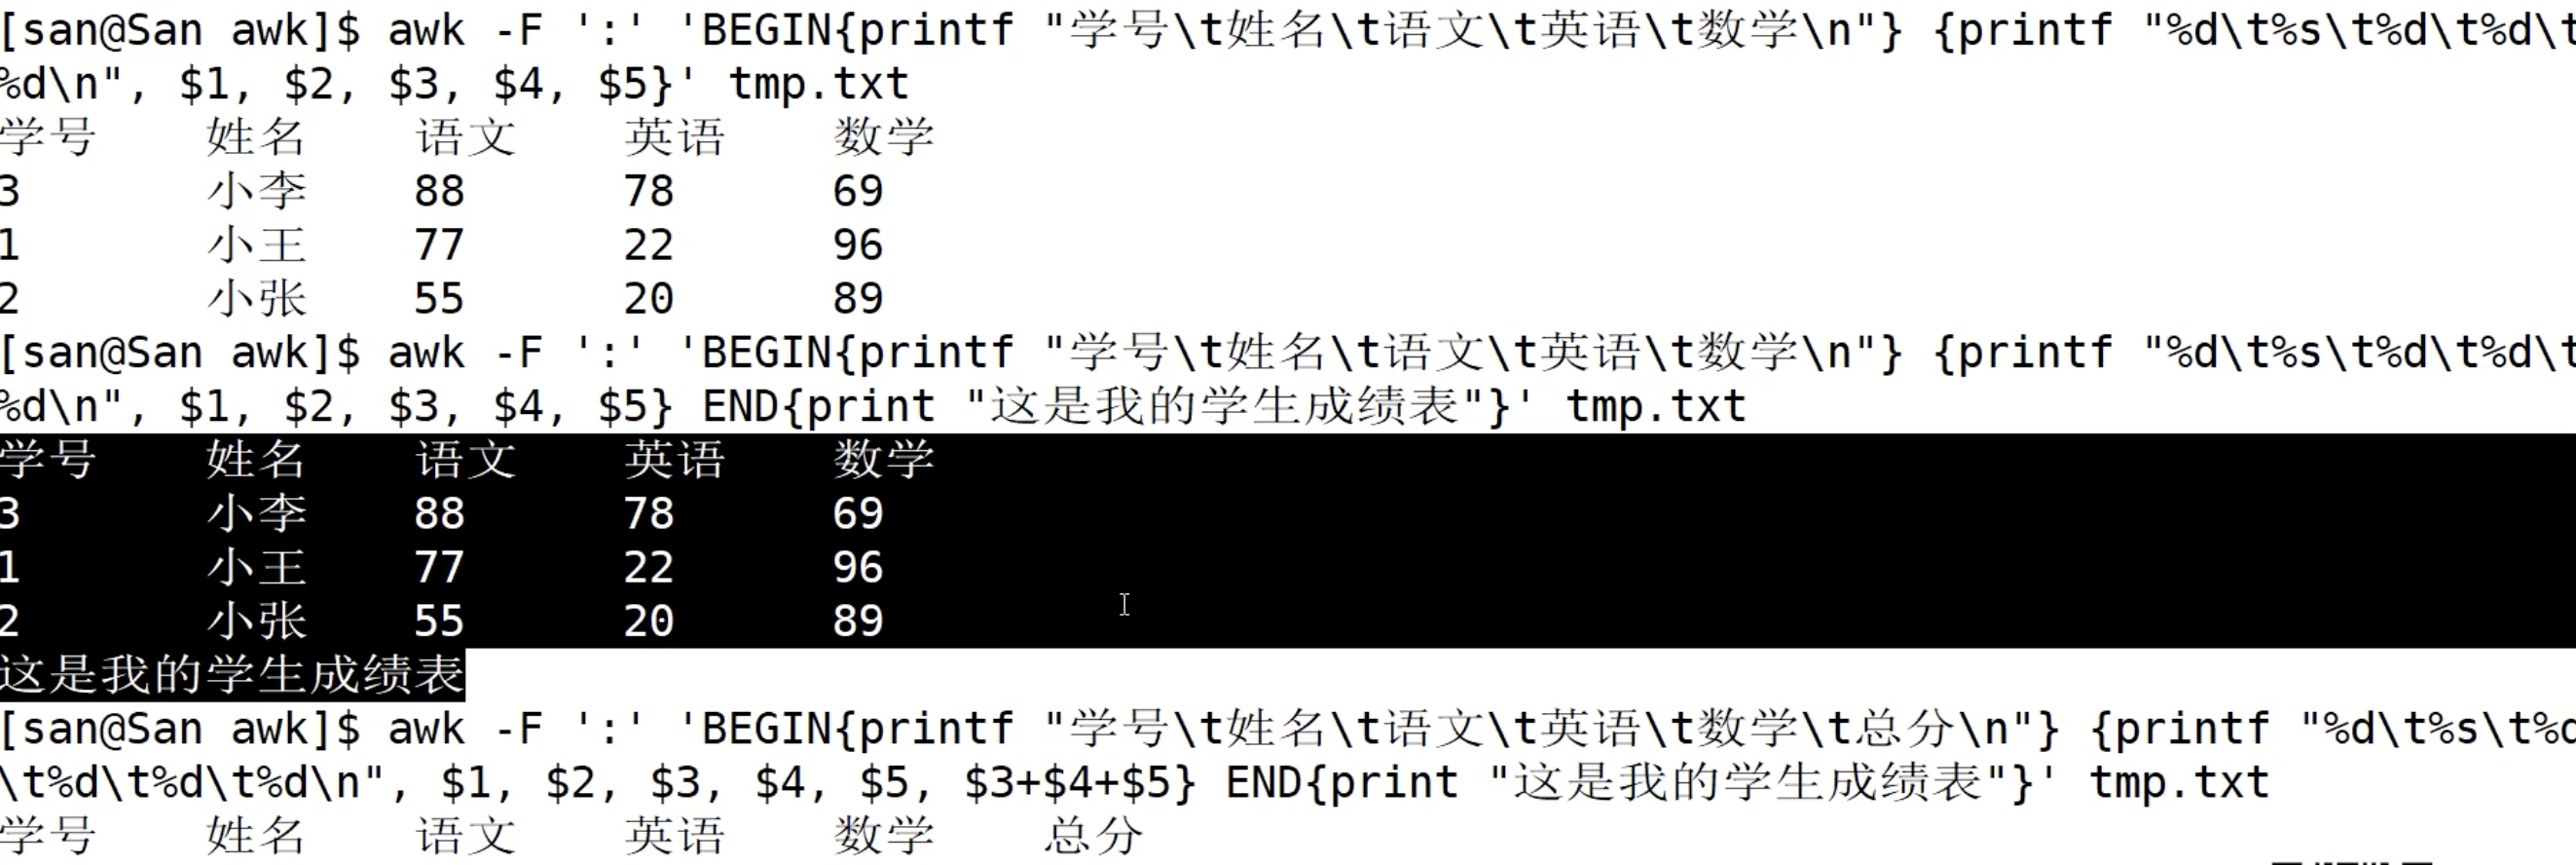 [san@San awk]$ awk -F ':' 'BEGIN{printf "学号\t姓名\t语文\t英语\t数学\n"} {printf "%d\t%s\t%d\t%d\t
%d\n", $1, $2, $3, $4, $5}' tmp.txt
学号 姓名 语文 英语 数学
3 小李 88 78 69
1 小王 77 22 96
2 小张 55 20 89
[san@San awk]$ awk -F ':' 'BEGIN{printf "学号\t姓名\t语文\t英语\t数学\n"} {printf "%d\t%s\t%d\t%d\t
%d\n", $1, $2, $3, $4, $5} END{print "这是我的学生成绩表"}' tmp.txt
学号 姓名 语文 英语 数学
3 小李 88 78 69
1 小王 77 22 96
2 小张 55 20 89
这是我的学生成绩表
[san@San awk]$ awk -F ':' 'BEGIN{printf "学号\t姓名\t语文\t英语\t数学\t总分\n"} {printf "%d\t%s\t%d
\t%d\t%d\t%d\n", $1, $2, $3, $4, $5, $3+$4+$5} END{print "这是我的学生成绩表"}' tmp.txt
学号 姓名 语文 英语 数学 总分